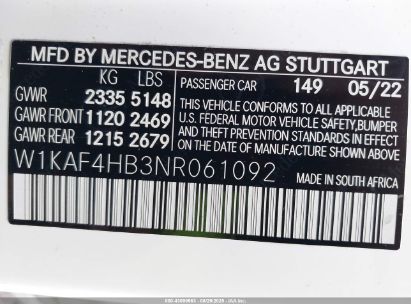 MFD BY MERCEDES-BENZ AG STUTTGART
KG LBS
PASSENGER CAR 149 05/22
GVWR 2335 5148
GAWR FRONT 1120 2469
GAWR REAR 1215 2679
THIS VEHICLE CONFORMS TO ALL APPLICABLE
U.S. FEDERAL MOTOR VEHICLE SAFETY, BUMPER
AND THEFT PREVENTION STANDARDS IN EFFECT
ON THE DATE OF MANUFACTURE SHOWN ABOVE.
W1KAF4HB3NR061092
MADE IN SOUTH AFRICA